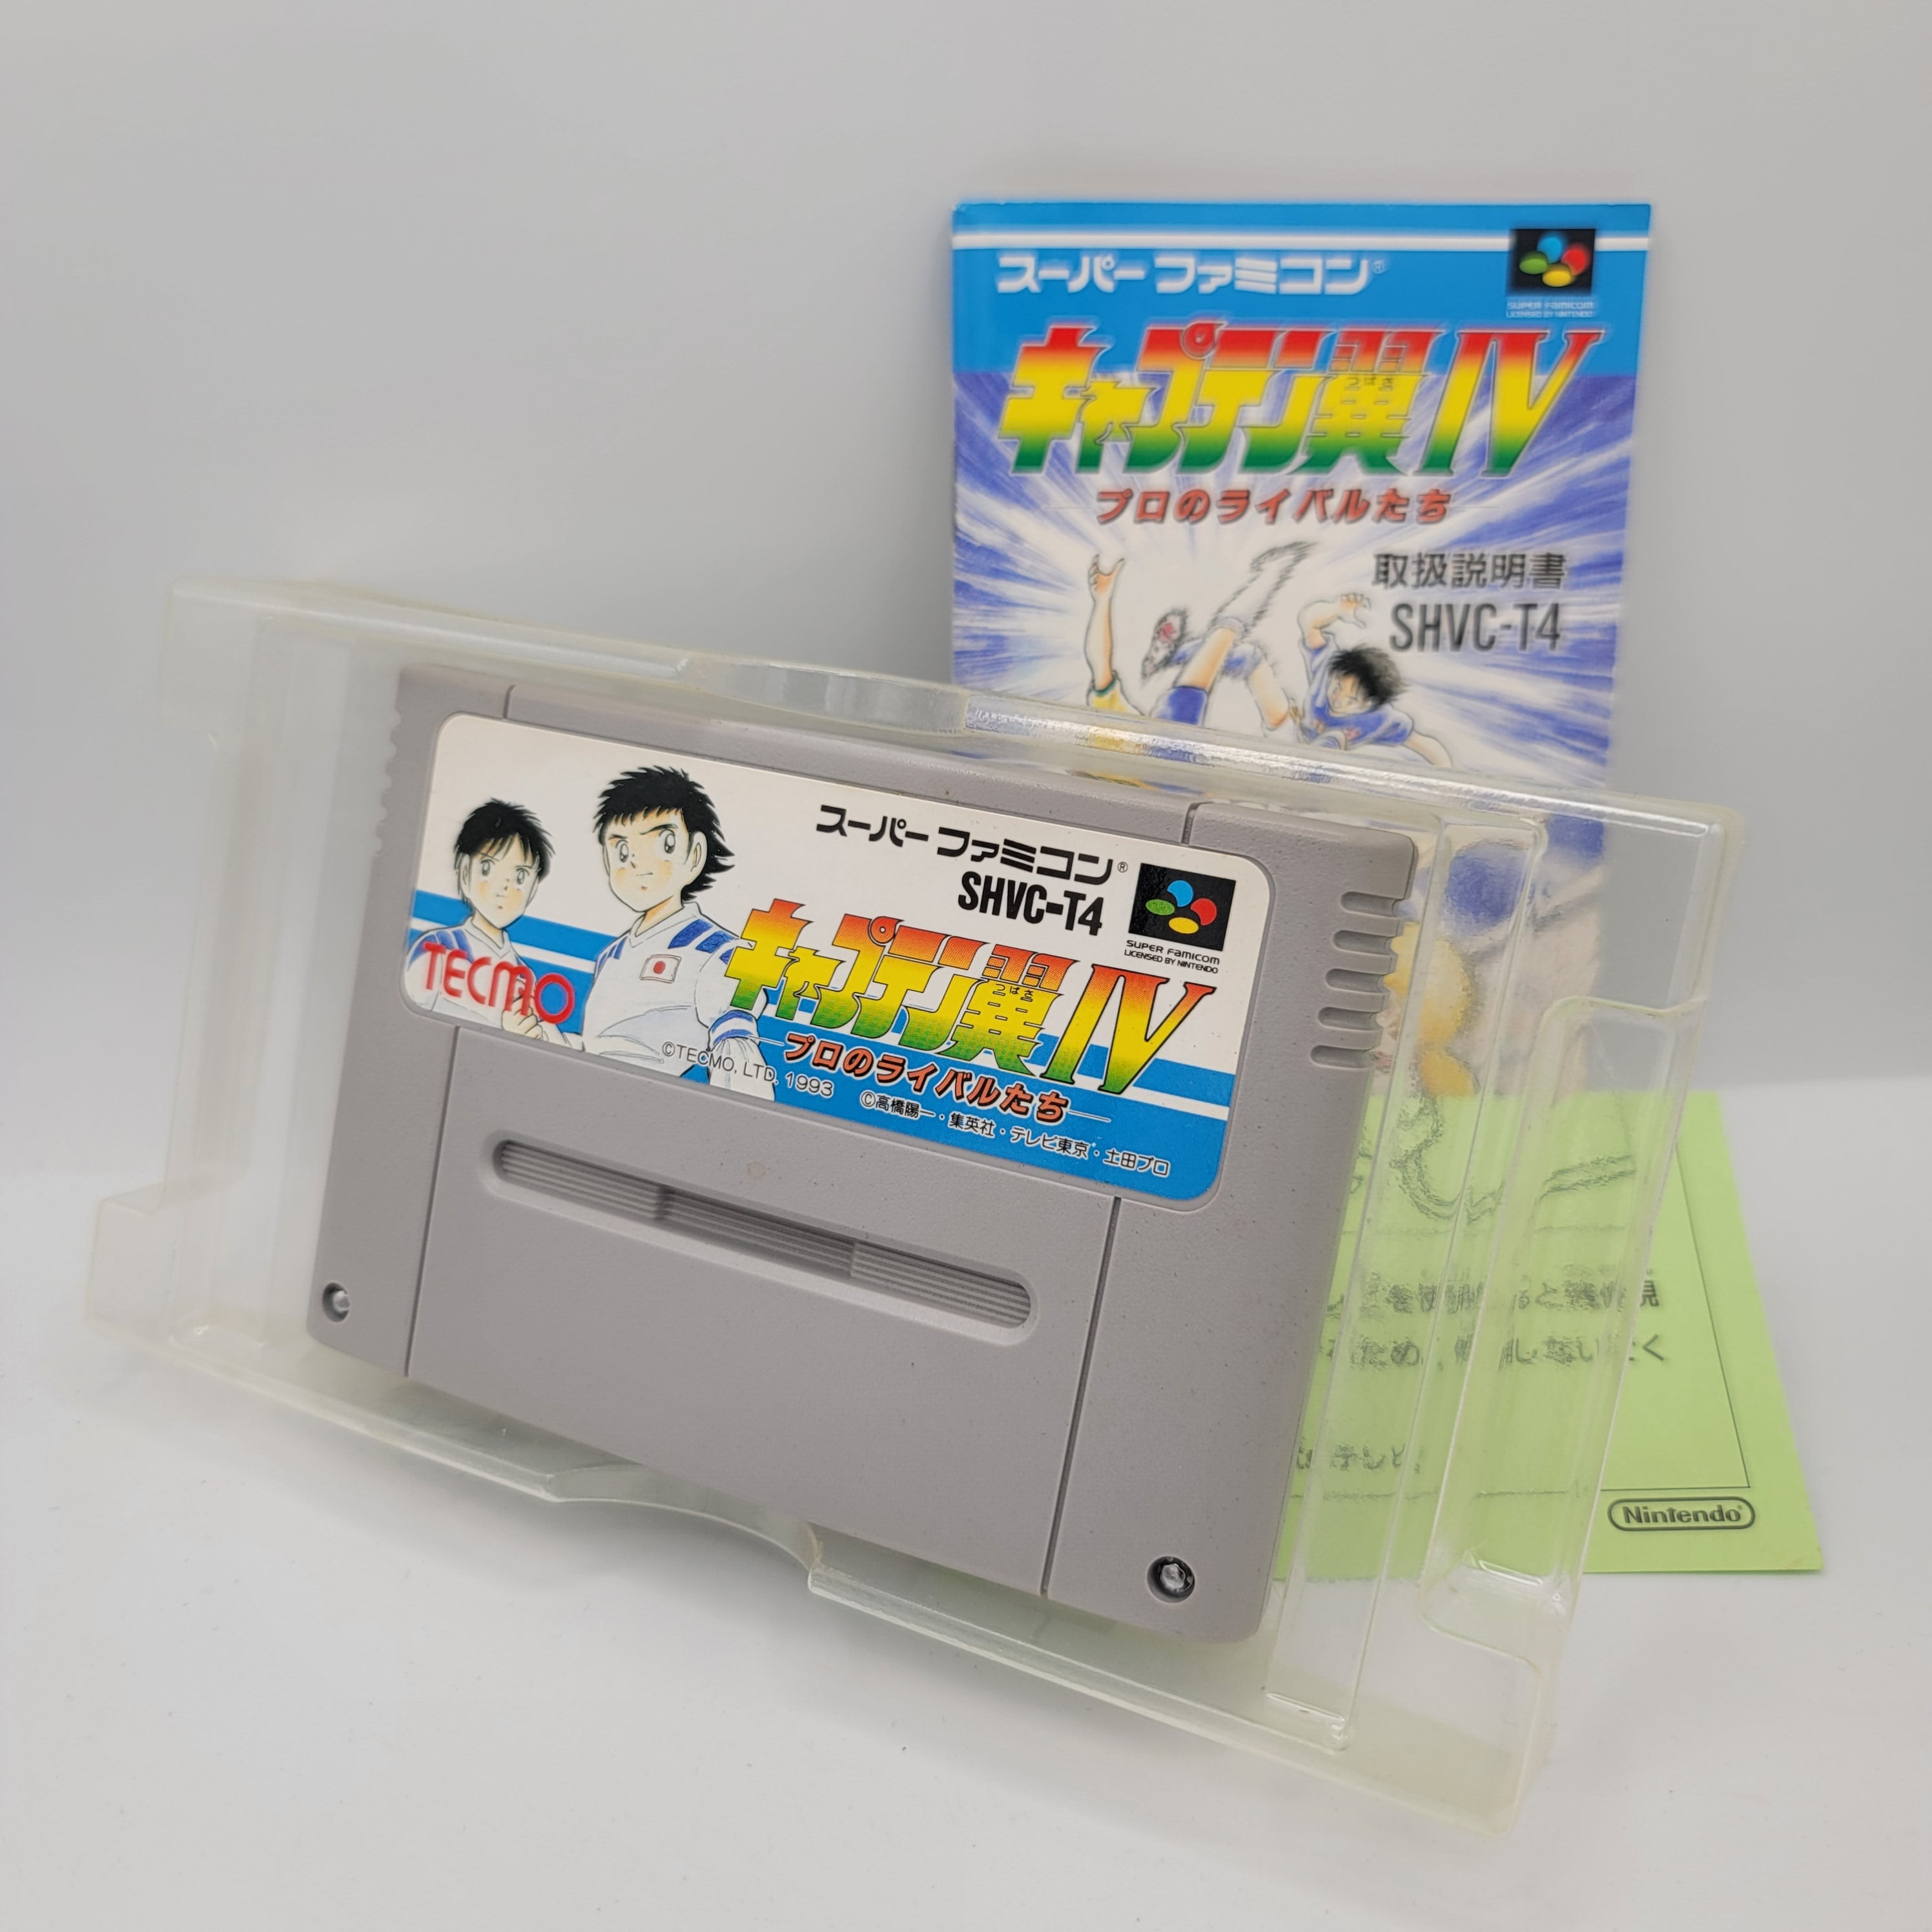 スーパーファミコン®
SUPER FAMICOM
LICENSED BY NINTENDO
キャプテン翼IV
つばさ
プロのライバルたち
取扱説明書
SHVC-T4
スーパーファミコン®
SHVC-T4
SUPER FAMICOM
LICENSED BY NINTENDO
TECMO
キャプテン翼IV
つばさ
プロのライバルたち
©TECMO, LTD. 1993
©高橋陽一・集英社・テレビ東京・土田プロ
Nintendo®